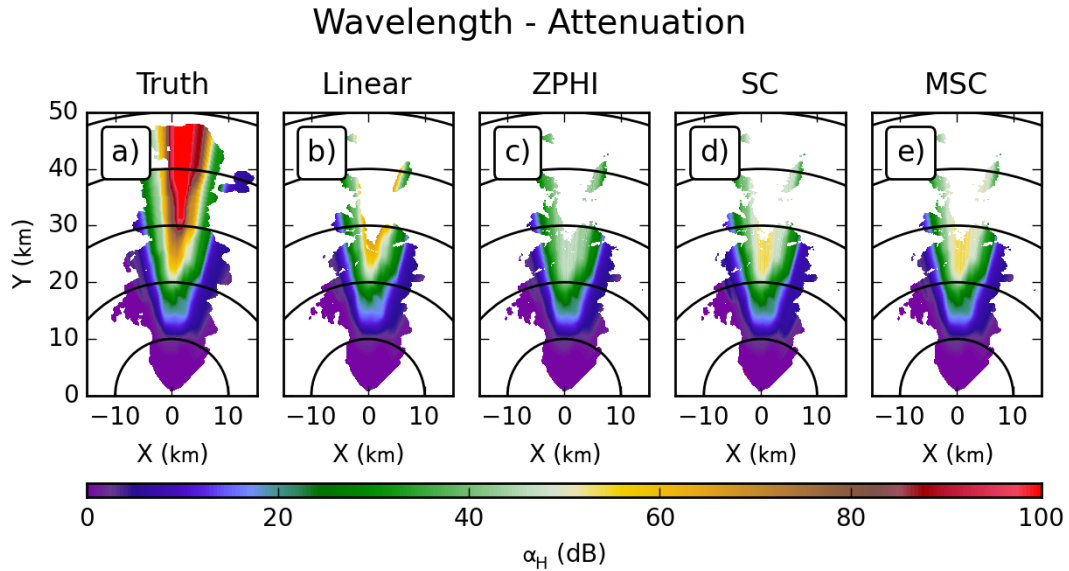 Wavelength - Attenuation
Truth Linear ZPHI SC MSC
a) b) c) d) e)
50
40
30
20
10
0
Y (km)
−10 0 10 −10 0 10 −10 0 10 −10 0 10 −10 0 10
X (km) X (km) X (km) X (km) X (km)
0 20 40 60 80 100
α_H (dB)